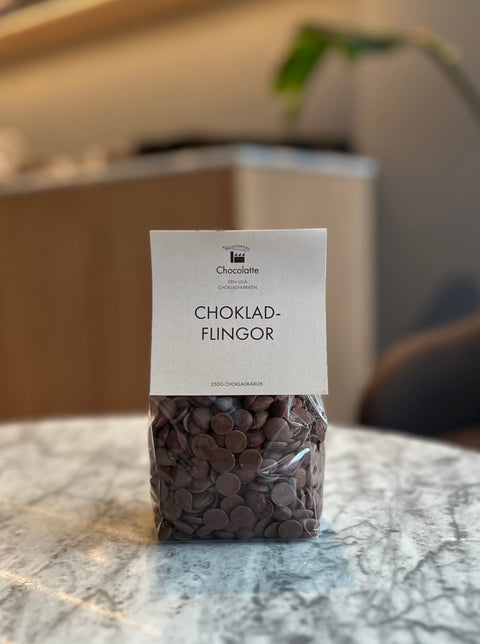 Chocolatte
DEN LILLA
CHOKLADFABRIKEN
CHOKLAD-
FLINGOR
250G CHOKLADKÄRLEK